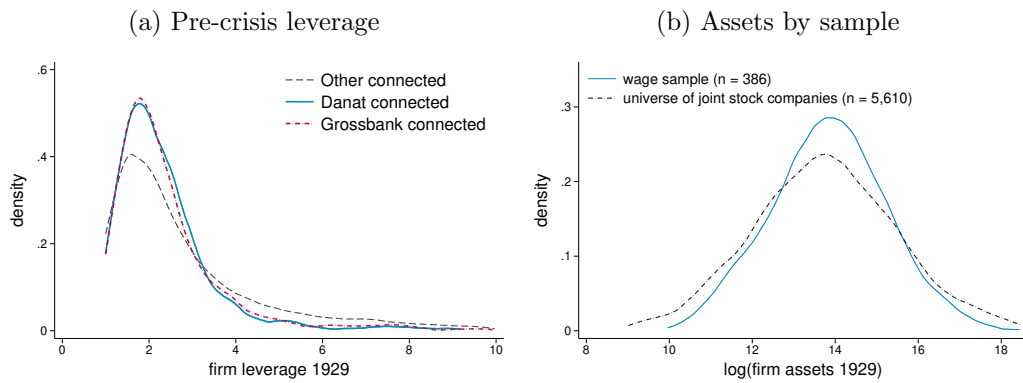 (a) Pre-crisis leverage
.6
.4
.2
0
density
Other connected
Danat connected
Grossbank connected
0 2 4 6 8 10
firm leverage 1929
(b) Assets by sample
.3
.2
.1
0
density
wage sample (n = 386)
universe of joint stock companies (n = 5,610)
8 10 12 14 16 18
log(firm assets 1929)